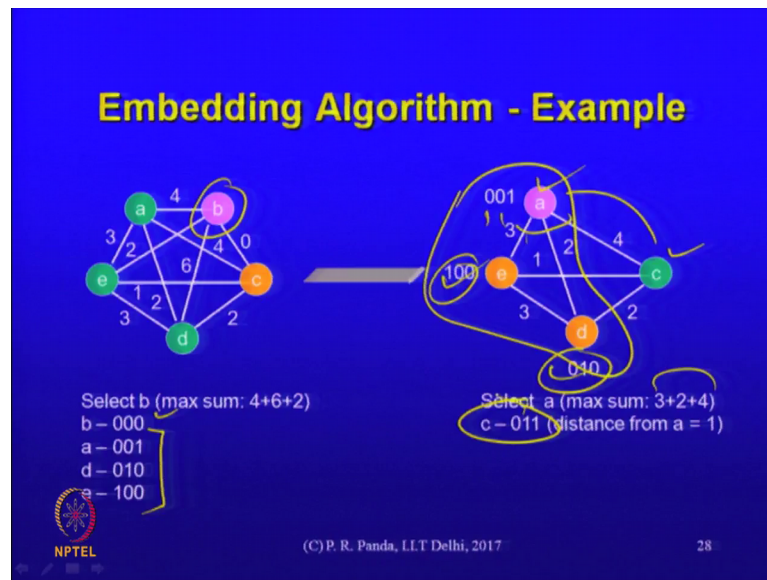 Embedding Algorithm - Example
4
a
b
3
2
4
0
6
e
c
1
2
3
2
d
001
a
3
1
2
4
100
e
c
3
2
d
010
Select b (max sum: 4+6+2)
b – 000
a – 001
d – 010
e – 100
Select a (max sum: 3+2+4)
c – 011 (distance from a = 1)
NPTEL
(C) P. R. Panda, I.I.T Delhi, 2017
28